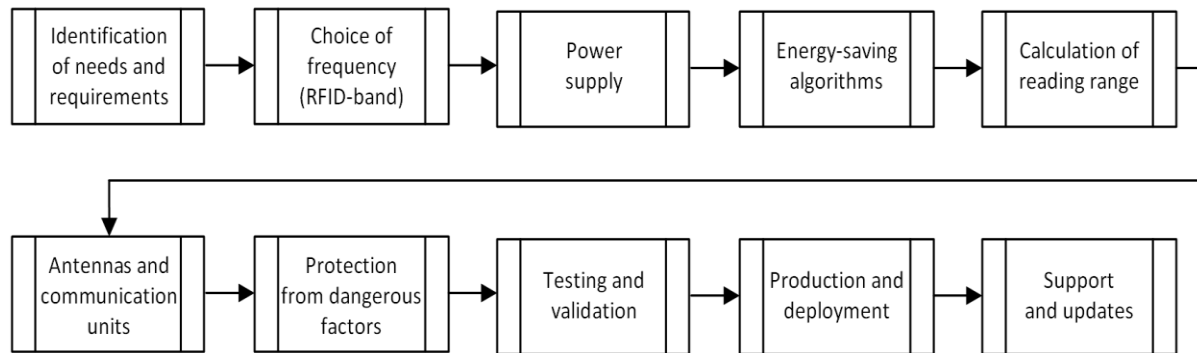 Identification
of needs and
requirements
Choice of
frequency
(RFID-band)
Power
supply
Energy-saving
algorithms
Calculation of
reading range
Antennas and
communication
units
Protection
from dangerous
factors
Testing and
validation
Production and
deployment
Support
and updates